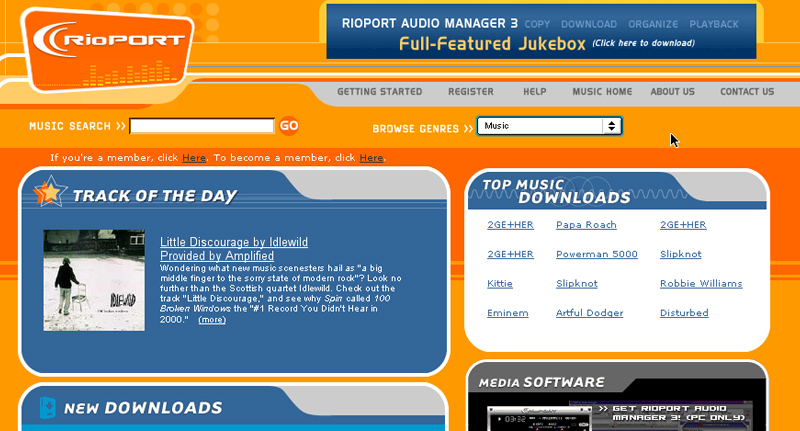 RioPort
RIOPORT AUDIO MANAGER 3 COPY DOWNLOAD ORGANIZE PLAYBACK
Full-Featured Jukebox (Click here to download)
GETTING STARTED REGISTER HELP MUSIC HOME ABOUT US CONTACT US
MUSIC SEARCH >> GO BROWSE GENRES >> Music
If you're a member, click Here. To become a member, click Here.
TRACK OF THE DAY
Little Discourage by Idlewild
Provided by Amplified
Wondering what new music scenesters hail as "a big
middle finger to the sorry state of modern rock"? Look no
further than the Scottish quartet Idlewild. Check out the
track "Little Discourage," and see why Spin called 100
Broken Windows the "#1 Record You Didn't Hear in
2000." (more)
IDLEWILD
TOP MUSIC
DOWNLOADS
2GE+HER Papa Roach 2GE+HER
2GE+HER Powerman 5000 Slipknot
Kittie Slipknot Robbie Williams
Eminem Artful Dodger Disturbed
NEW DOWNLOADS
MEDIA SOFTWARE
>> GET RIOPORT AUDIO
MANAGER 3! (PC ONLY)
03:32